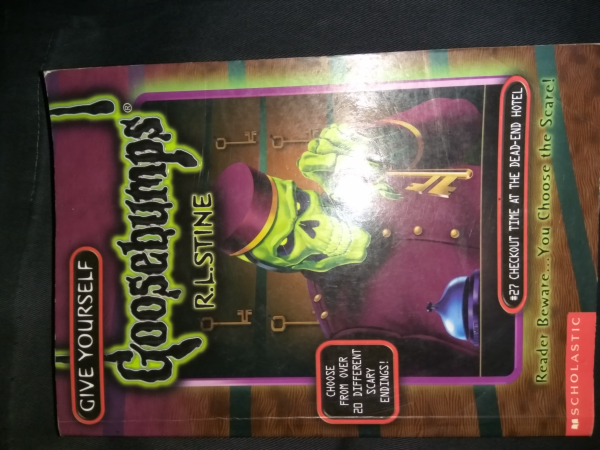 GIVE YOURSELF
Goosebumps®
R.L. STINE
CHOOSE
FROM OVER
20 DIFFERENT
SCARY
ENDINGS!
#27 CHECKOUT TIME AT THE DEAD-END HOTEL
Reader Beware...You Choose the Scare!
SCHOLASTIC